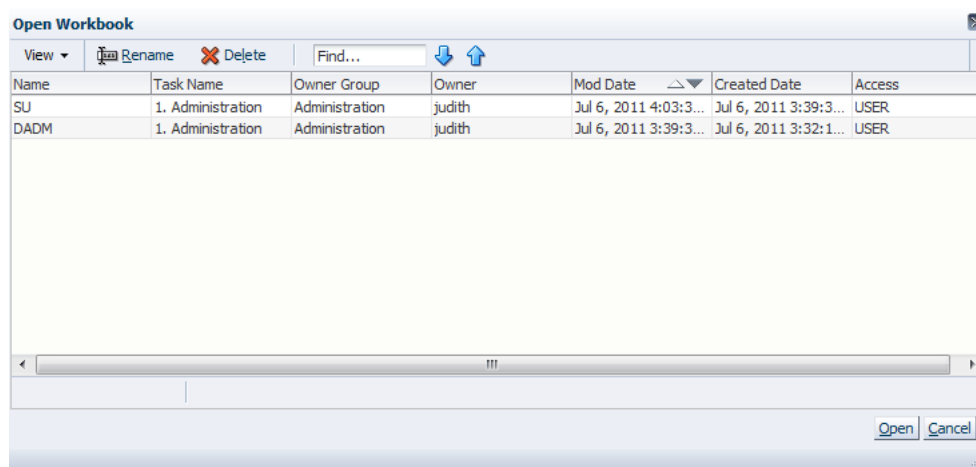 Open Workbook
View Rename Delete Find...
Name Task Name Owner Group Owner Mod Date Created Date Access
SU 1. Administration Administration judith Jul 6, 2011 4:03:3... Jul 6, 2011 3:39:3... USER
DADM 1. Administration Administration judith Jul 6, 2011 3:39:3... Jul 6, 2011 3:32:1... USER
Open Cancel